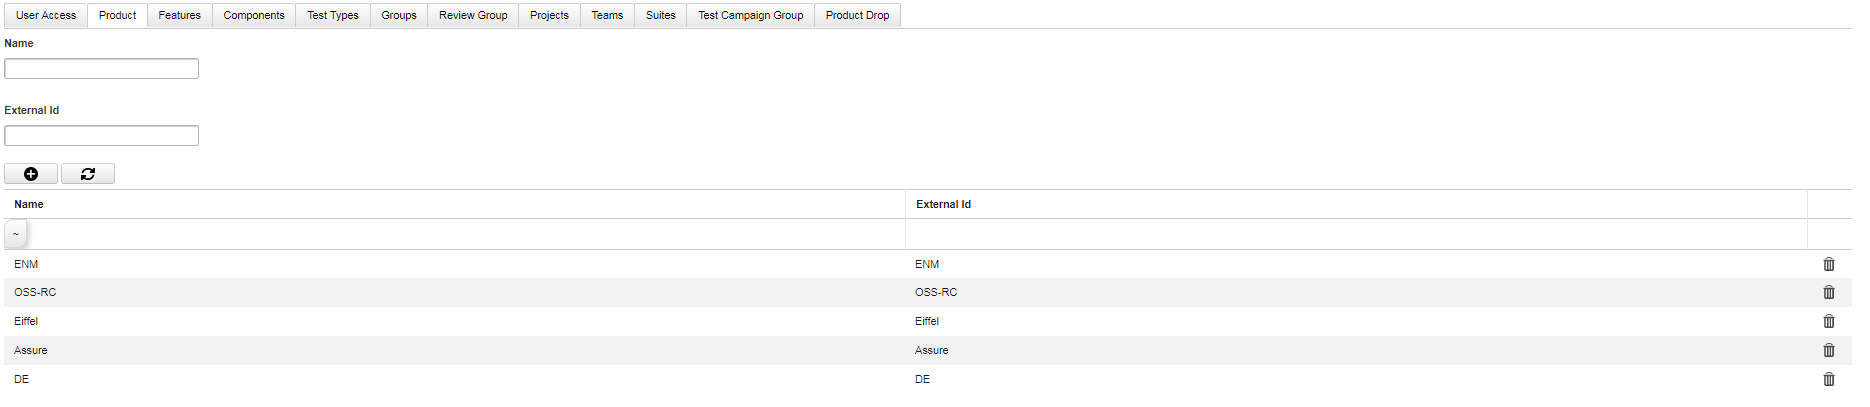 User Access Product Features Components Test Types Groups Review Group Projects Teams Suites Test Campaign Group Product Drop
Name
External Id
Name External Id
~
ENM ENM
OSS-RC OSS-RC
Eiffel Eiffel
Assure Assure
DE DE